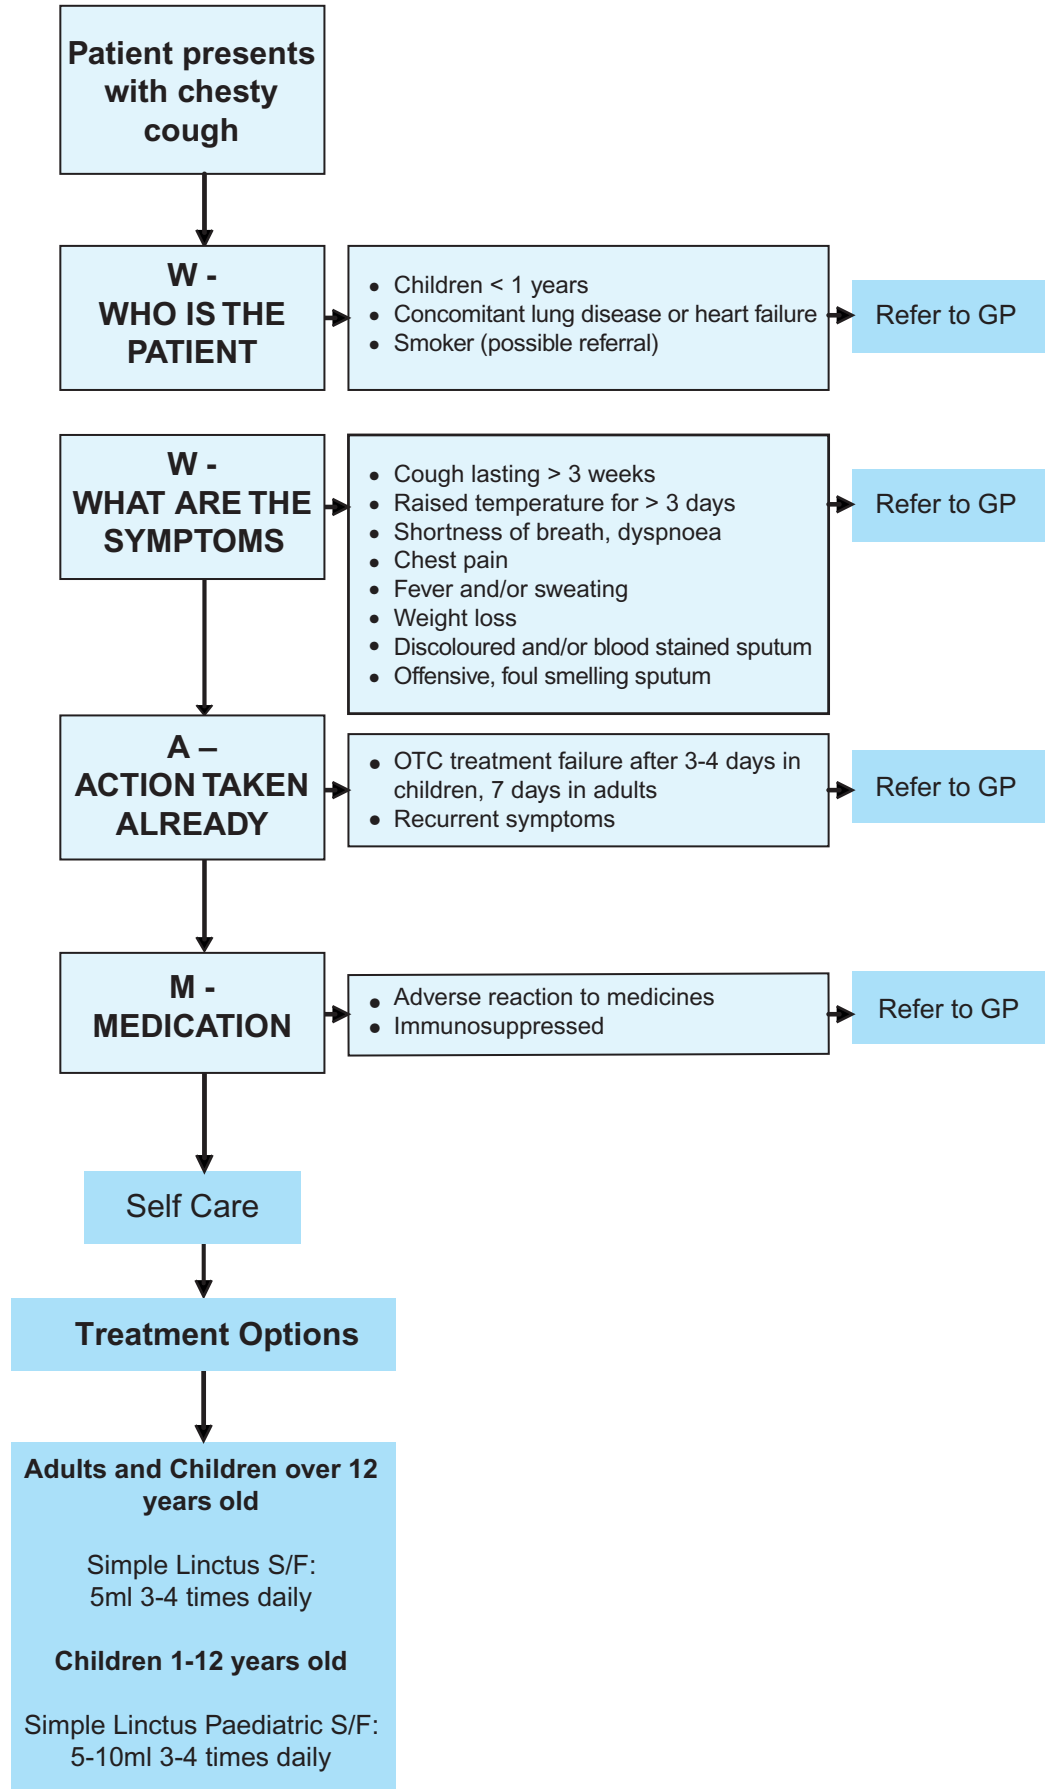 Patient presents
with chesty
cough
W -
WHO IS THE
PATIENT
• Children < 1 years
• Concomitant lung disease or heart failure
• Smoker (possible referral)
Refer to GP
W -
WHAT ARE THE
SYMPTOMS
• Cough lasting > 3 weeks
• Raised temperature for > 3 days
• Shortness of breath, dyspnoea
• Chest pain
• Fever and/or sweating
• Weight loss
• Discoloured and/or blood stained sputum
• Offensive, foul smelling sputum
Refer to GP
A –
ACTION TAKEN
ALREADY
• OTC treatment failure after 3-4 days in
children, 7 days in adults
• Recurrent symptoms
Refer to GP
M -
MEDICATION
• Adverse reaction to medicines
• Immunosuppressed
Refer to GP
Self Care
Treatment Options
Adults and Children over 12
years old
Simple Linctus S/F:
5ml 3-4 times daily
Children 1-12 years old
Simple Linctus Paediatric S/F:
5-10ml 3-4 times daily